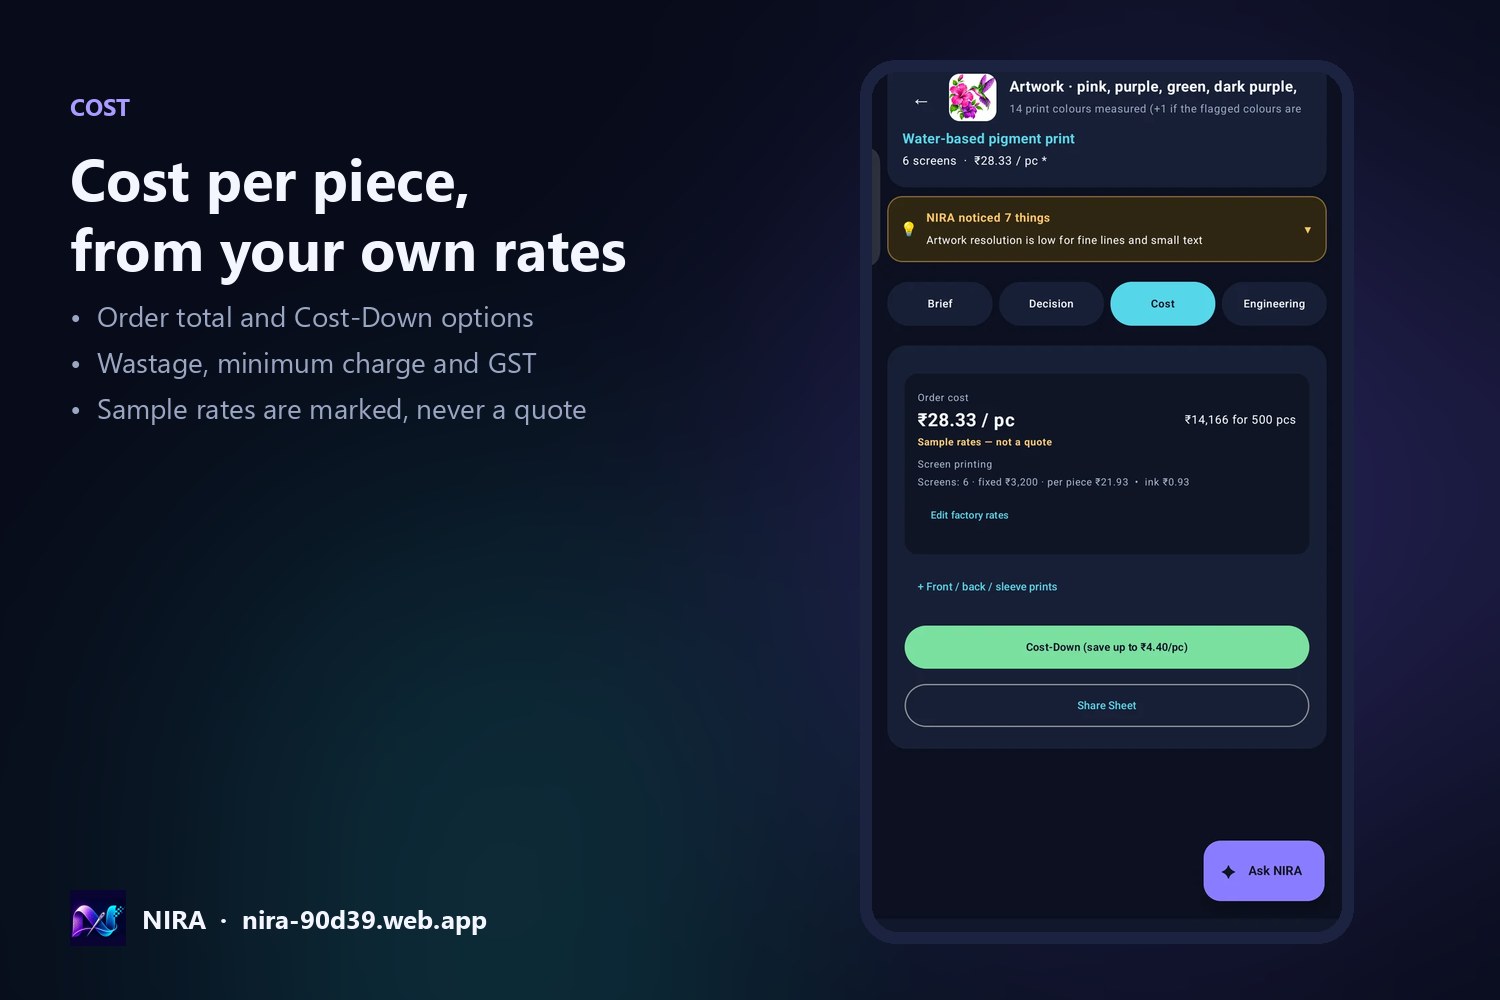 COST
Cost per piece,
from your own rates
• Order total and Cost-Down options
• Wastage, minimum charge and GST
• Sample rates are marked, never a quote
NIRA · nira-90d39.web.app
←
Artwork · pink, purple, green, dark purple,
14 print colours measured (+1 if the flagged colours are
Water-based pigment print
6 screens · ₹28.33 / pc *
NIRA noticed 7 things
Artwork resolution is low for fine lines and small text
▼
Brief Decision Cost Engineering
Order cost
₹28.33 / pc ₹14,166 for 500 pcs
Sample rates — not a quote
Screen printing
Screens: 6 · fixed ₹3,200 · per piece ₹21.93 • ink ₹0.93
Edit factory rates
+ Front / back / sleeve prints
Cost-Down (save up to ₹4.40/pc)
Share Sheet
Ask NIRA